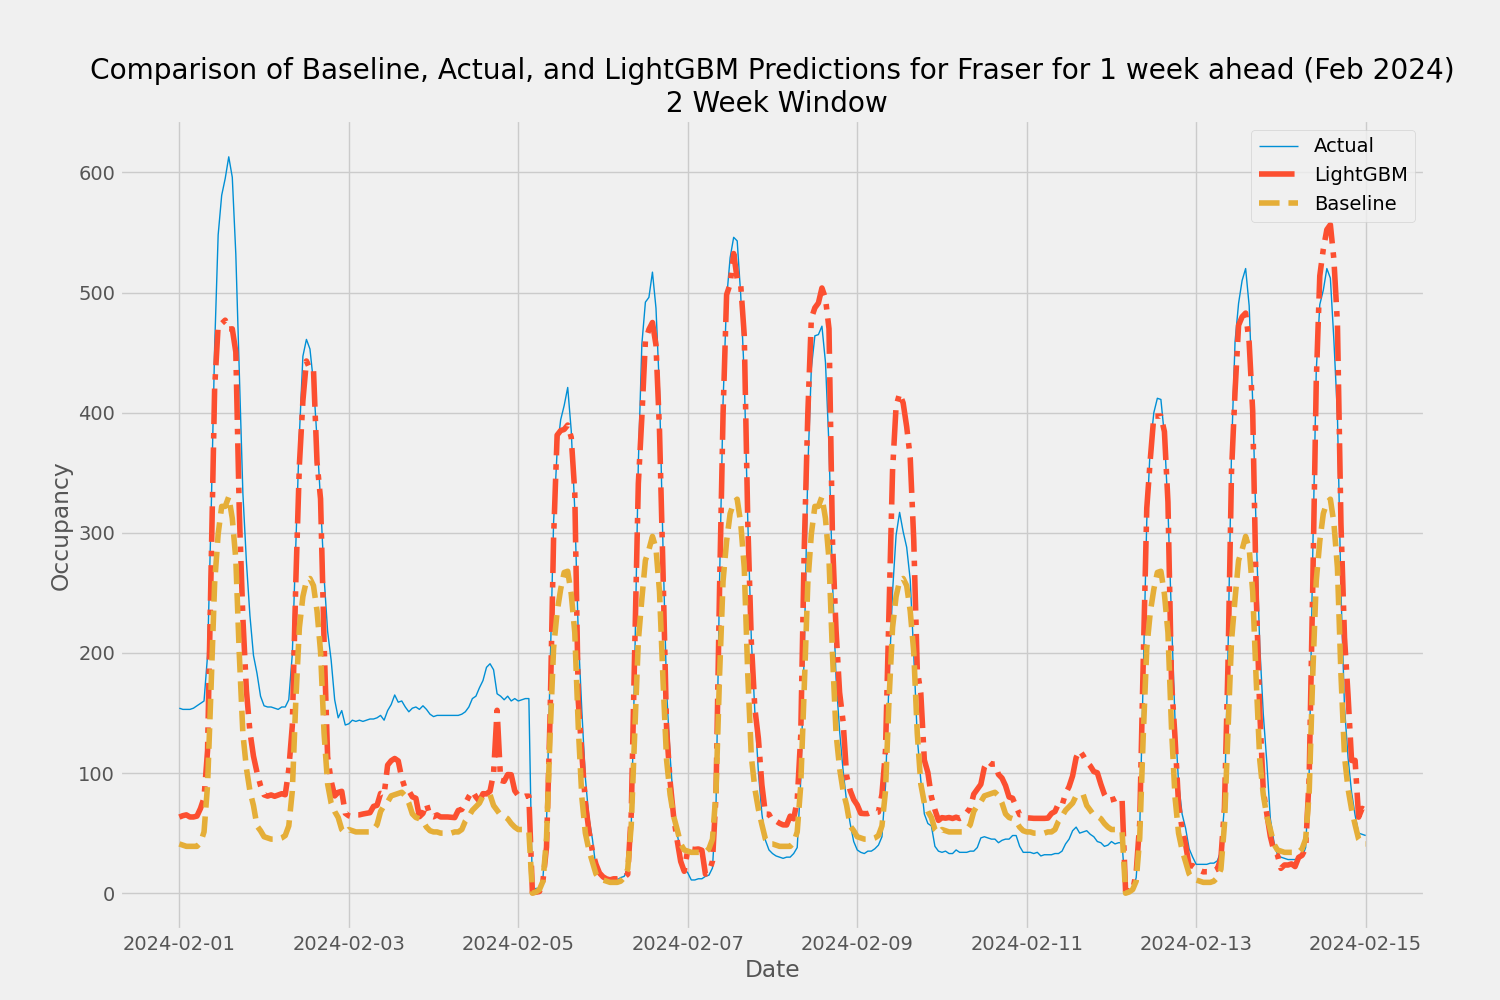 Comparison of Baseline, Actual, and LightGBM Predictions for Fraser for 1 week ahead (Feb 2024)
2 Week Window
Actual
LightGBM
Baseline
600
500
400
300
200
100
0
Occupancy
2024-02-01
2024-02-03
2024-02-05
2024-02-07
2024-02-09
2024-02-11
2024-02-13
2024-02-15
Date